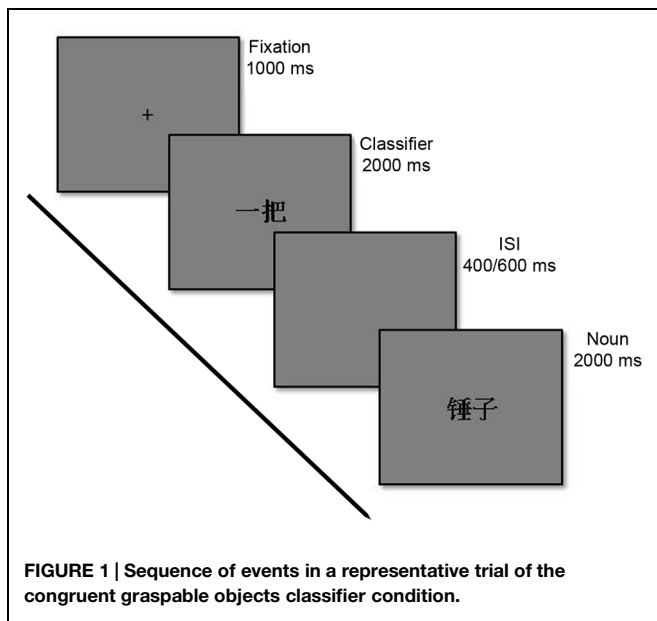 Fixation
1000 ms
+
Classifier
2000 ms
一把
ISI
400/600 ms
Noun
2000 ms
锤子
FIGURE 1 | Sequence of events in a representative trial of the
congruent graspable objects classifier condition.